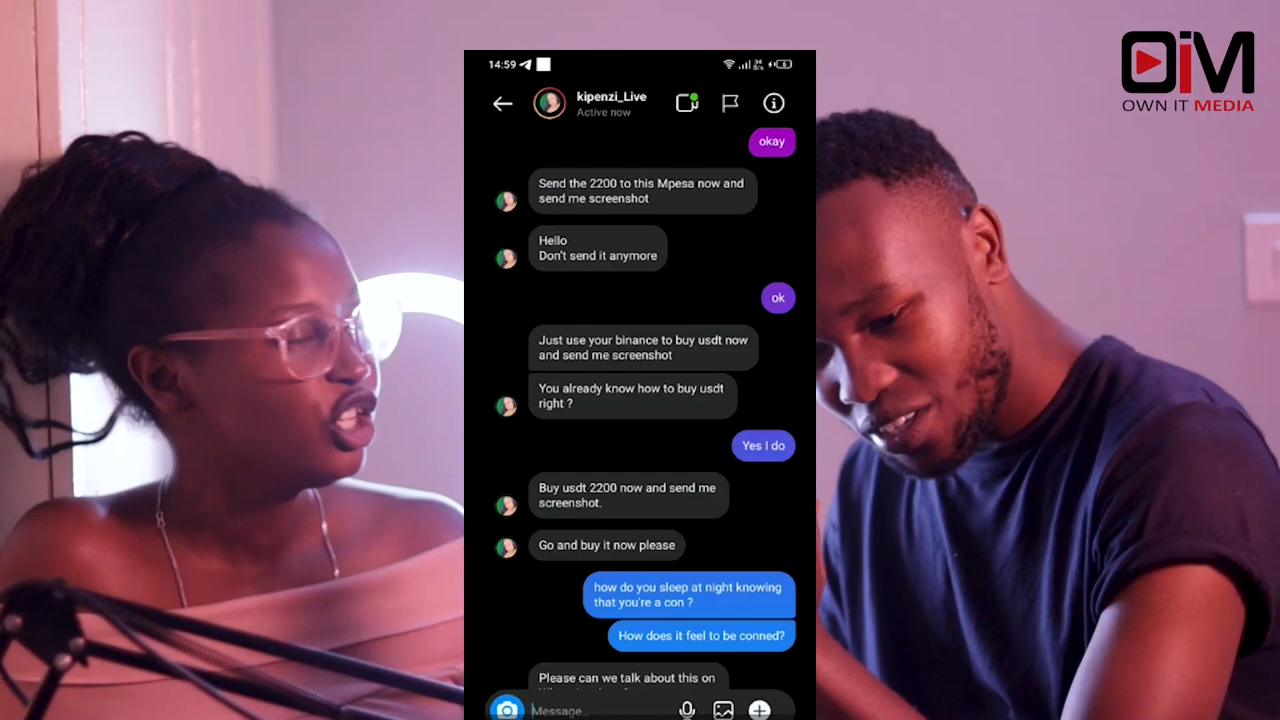 OiM
OWN IT MEDIA
14:59
kipenzi_Live
Active now
okay
Send the 2200 to this Mpesa now and
send me screenshot
Hello
Don't send it anymore
ok
Just use your binance to buy usdt now
and send me screenshot
You already know how to buy usdt
right ?
Yes I do
Buy usdt 2200 now and send me
screenshot.
Go and buy it now please
how do you sleep at night knowing
that you're a con ?
How does it feel to be conned?
Please can we talk about this on
Message...